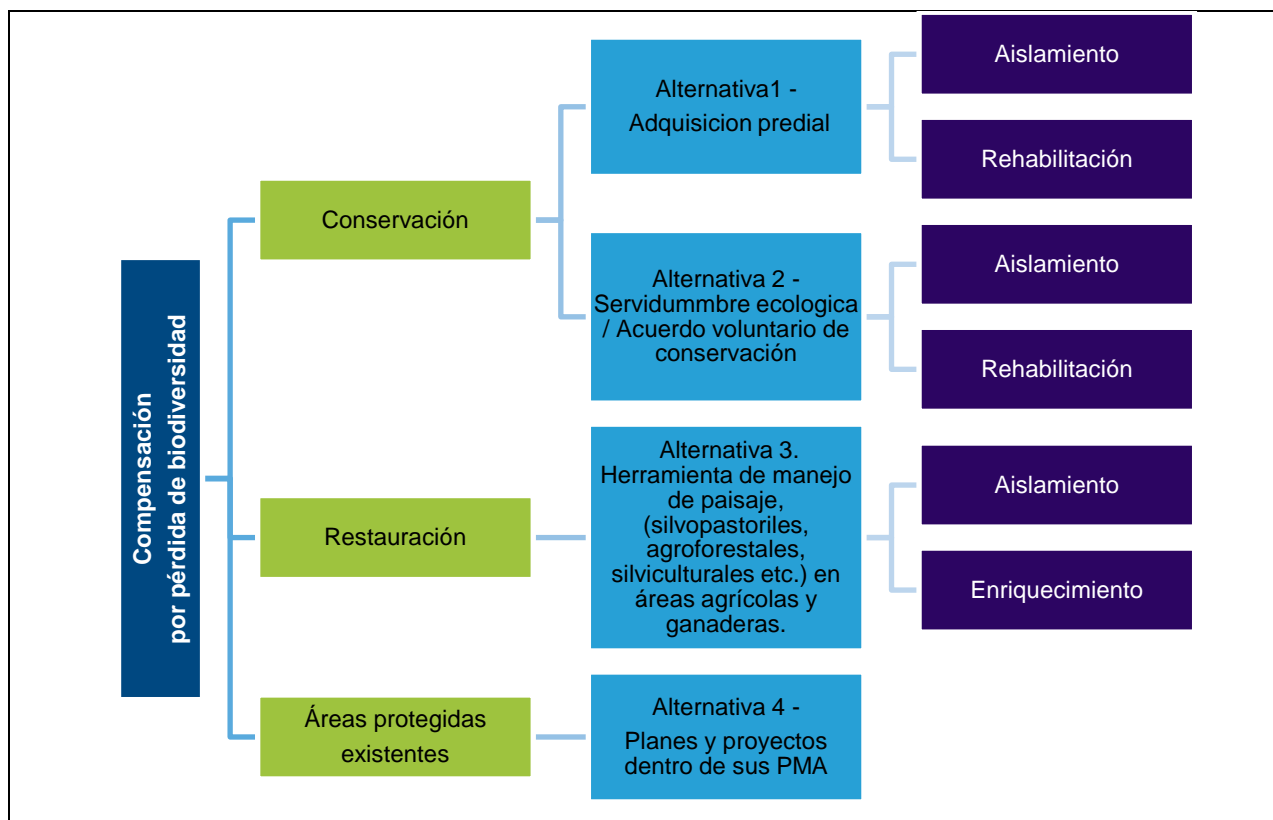 Compensación
por pérdida de biodiversidad
Conservación
Alternativa1 -
Adquisicion predial
Aislamiento
Rehabilitación
Alternativa 2 -
Servidummbre ecologica
/ Acuerdo voluntario de
conservación
Aislamiento
Rehabilitación
Restauración
Alternativa 3.
Herramienta de manejo
de paisaje,
(silvopastoriles,
agroforestales,
silviculturales etc.) en
áreas agrícolas y
ganaderas.
Aislamiento
Enriquecimiento
Áreas protegidas
existentes
Alternativa 4 -
Planes y proyectos
dentro de sus PMA